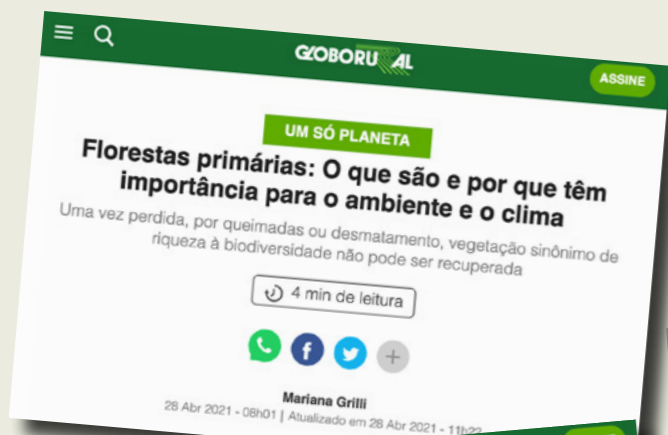 GLOBORURAL
ASSINE
UM SÓ PLANETA
Florestas primárias: O que são e por que têm
importância para o ambiente e o clima
Uma vez perdida, por queimadas ou desmatamento, vegetação sinônimo de
riqueza à biodiversidade não pode ser recuperada
4 min de leitura
Mariana Grilli
28 Abr 2021 - 08h01 | Atualizado em 28 Abr 2021 - 11h22